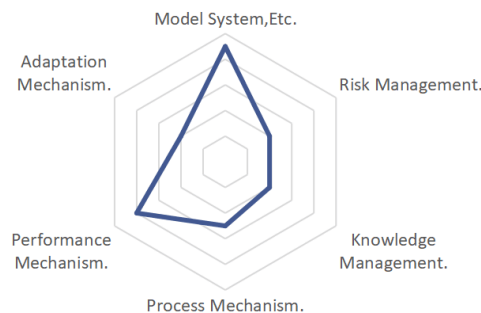 Model System,Etc.
Adaptation
Mechanism.
Risk Management.
Performance
Mechanism.
Knowledge
Management.
Process Mechanism.